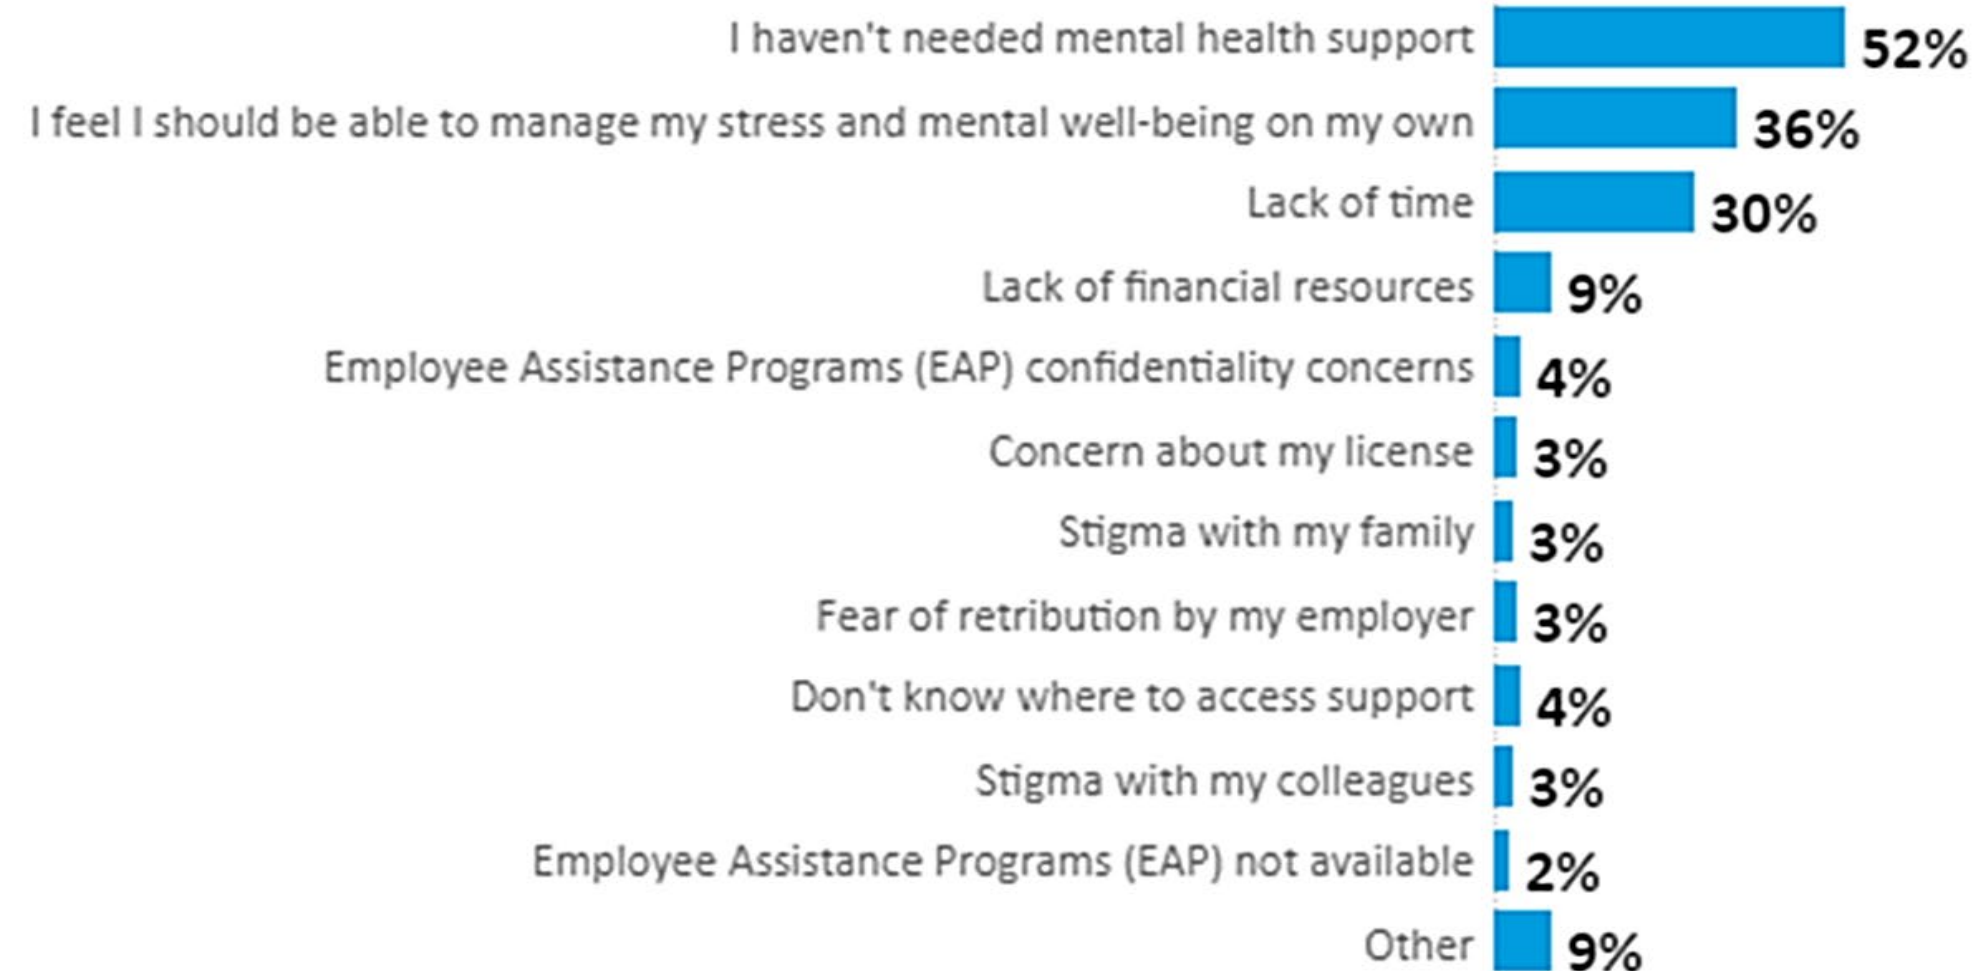 I haven't needed mental health support 52%
I feel I should be able to manage my stress and mental well-being on my own 36%
Lack of time 30%
Lack of financial resources 9%
Employee Assistance Programs (EAP) confidentiality concerns 4%
Concern about my license 3%
Stigma with my family 3%
Fear of retribution by my employer 3%
Don't know where to access support 4%
Stigma with my colleagues 3%
Employee Assistance Programs (EAP) not available 2%
Other 9%